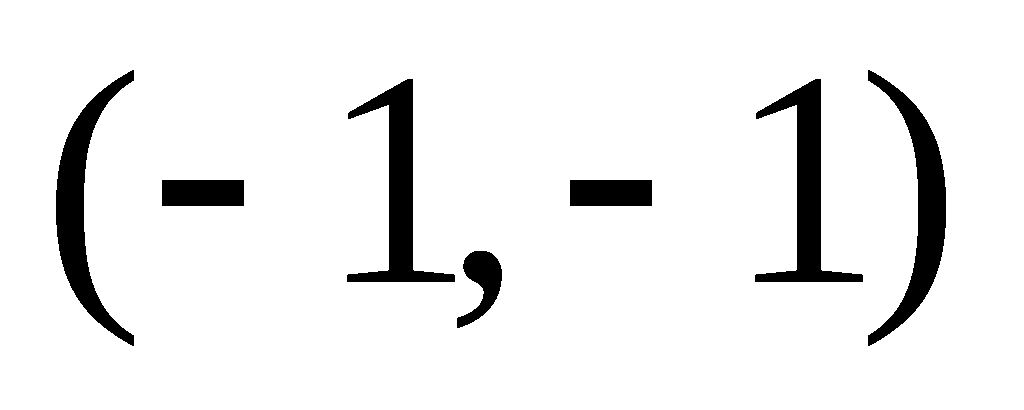 (- 1, - 1)